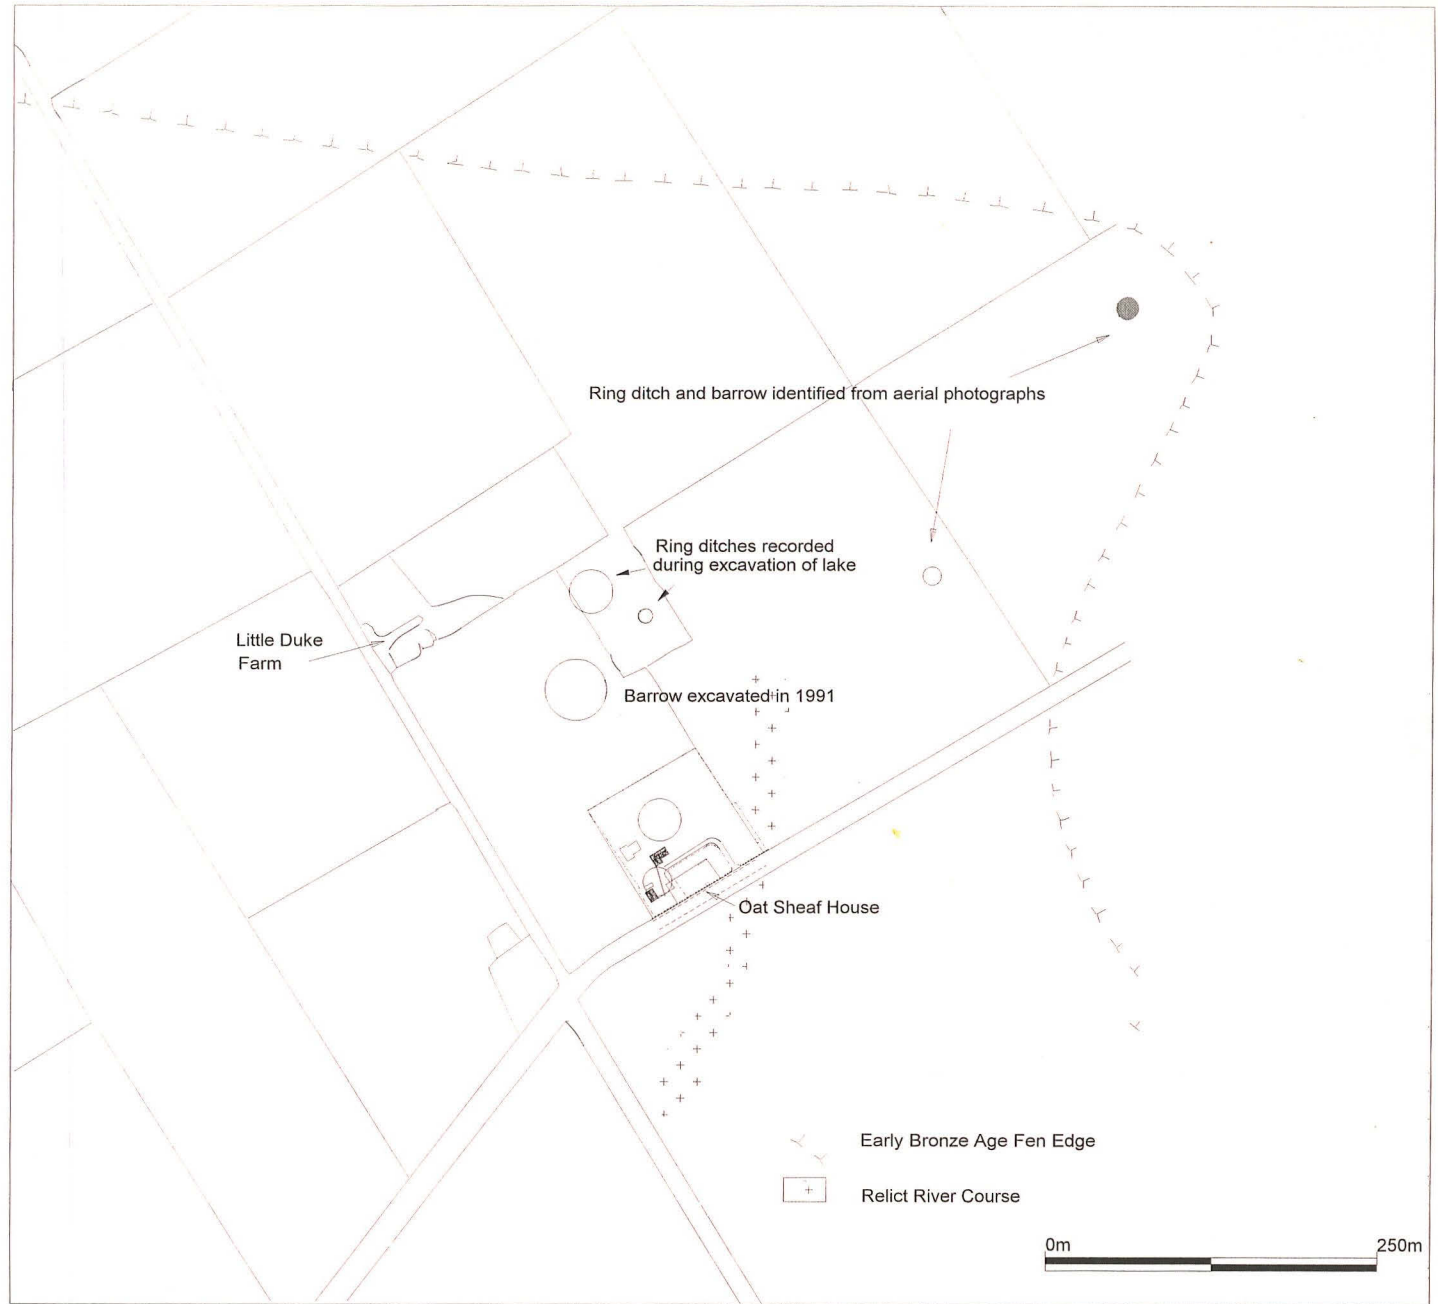 Ring ditch and barrow identified from aerial photographs
Ring ditches recorded
during excavation of lake
Little Duke
Farm
Barrow excavated in 1991
Oat Sheaf House
Early Bronze Age Fen Edge
Relict River Course
0m
250m